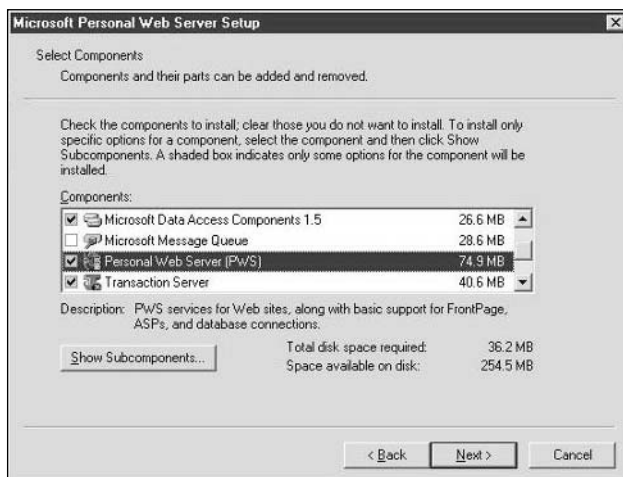 Microsoft Personal Web Server Setup
Select Components
Components and their parts can be added and removed.
Check the components to install; clear those you do not want to install. To install only
specific options for a component, select the component and then click Show
Subcomponents. A shaded box indicates only some options for the component will be
installed.
Components:
Microsoft Data Access Components 1.5 26.6 MB
Microsoft Message Queue 28.6 MB
Personal Web Server (PWS) 74.9 MB
Transaction Server 40.6 MB
Description: PWS services for Web sites, along with basic support for FrontPage,
ASPs, and database connections.
Show Subcomponents...
Total disk space required: 36.2 MB
Space available on disk: 254.5 MB
< Back Next > Cancel